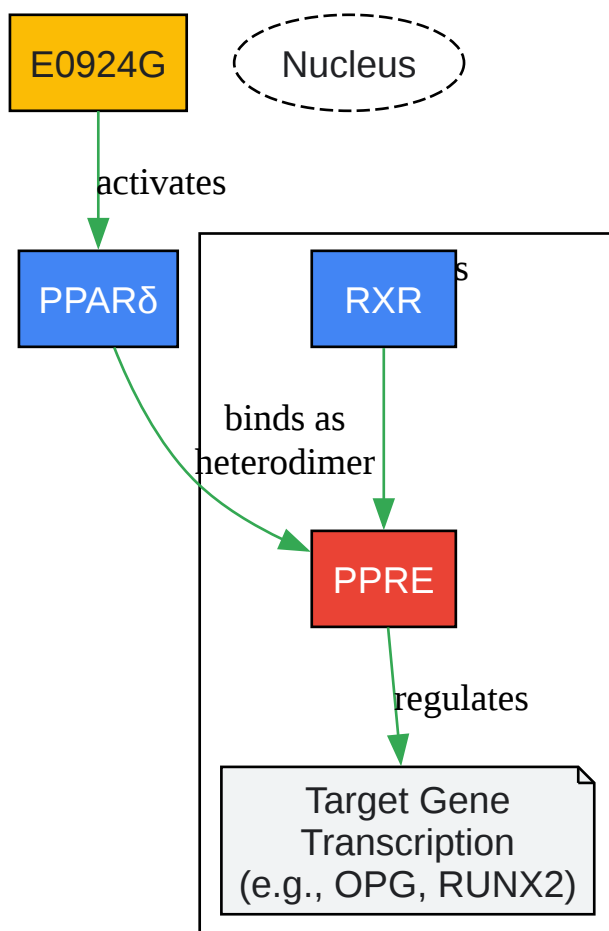 E0924G
Nucleus
activates
PPARδ
RXR
binds as
heterodimer
PPRE
regulates
Target Gene
Transcription
(e.g., OPG, RUNX2)